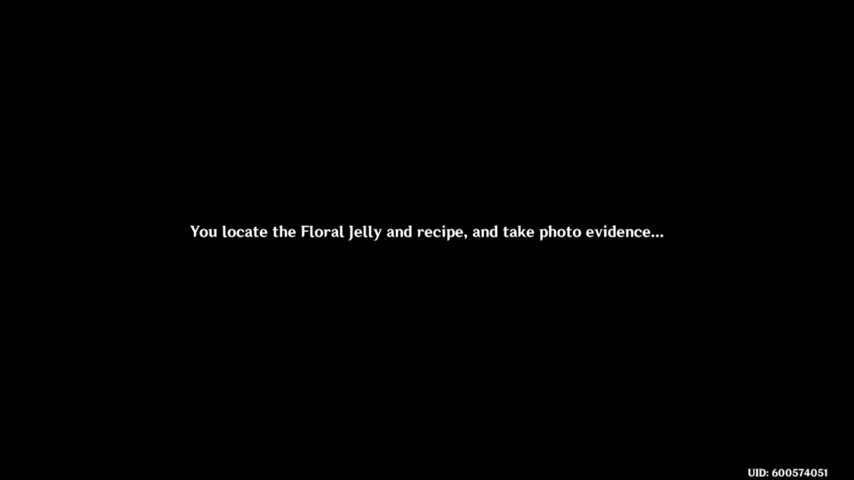 You locate the Floral Jelly and recipe, and take photo evidence...
UID: 600574051